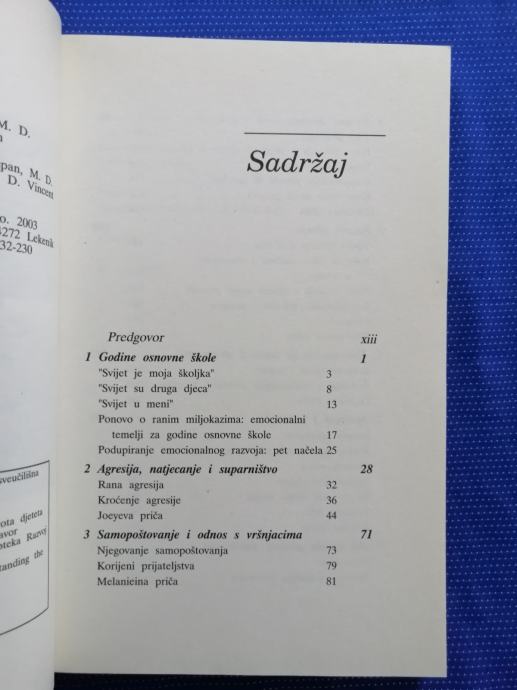 M. D.
pan, M. D.
D. Vincent
o. 2003
4272 Lekenik
32-230
sveučilišna
ota djeteta
avor
oteka Razvoj
standing the
Sadržaj
Predgovor xiii
1 Godine osnovne škole 1
"Svijet je moja školjka" 3
"Svijet su druga djeca" 8
"Svijet u meni" 13
Ponovo o ranim miljokazima: emocionalni
temelji za godine osnovne škole 17
Podupiranje emocionalnog razvoja: pet načela 25
2 Agresija, natjecanje i suparništvo 28
Rana agresija 32
Kroćenje agresije 36
Joeyeva priča 44
3 Samopoštovanje i odnos s vršnjacima 71
Njegovanje samopoštovanja 73
Korijeni prijateljstva 79
Melanieina priča 81